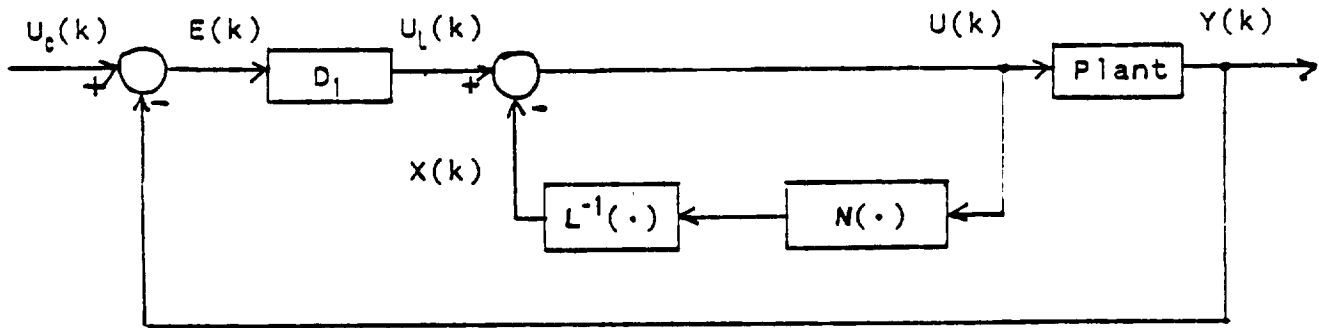 U_c(k)
E(k)
U_L(k)
U(k)
Y(k)
+
-
D_1
+
-
Plant
X(k)
L^{-1}(·)
N(·)